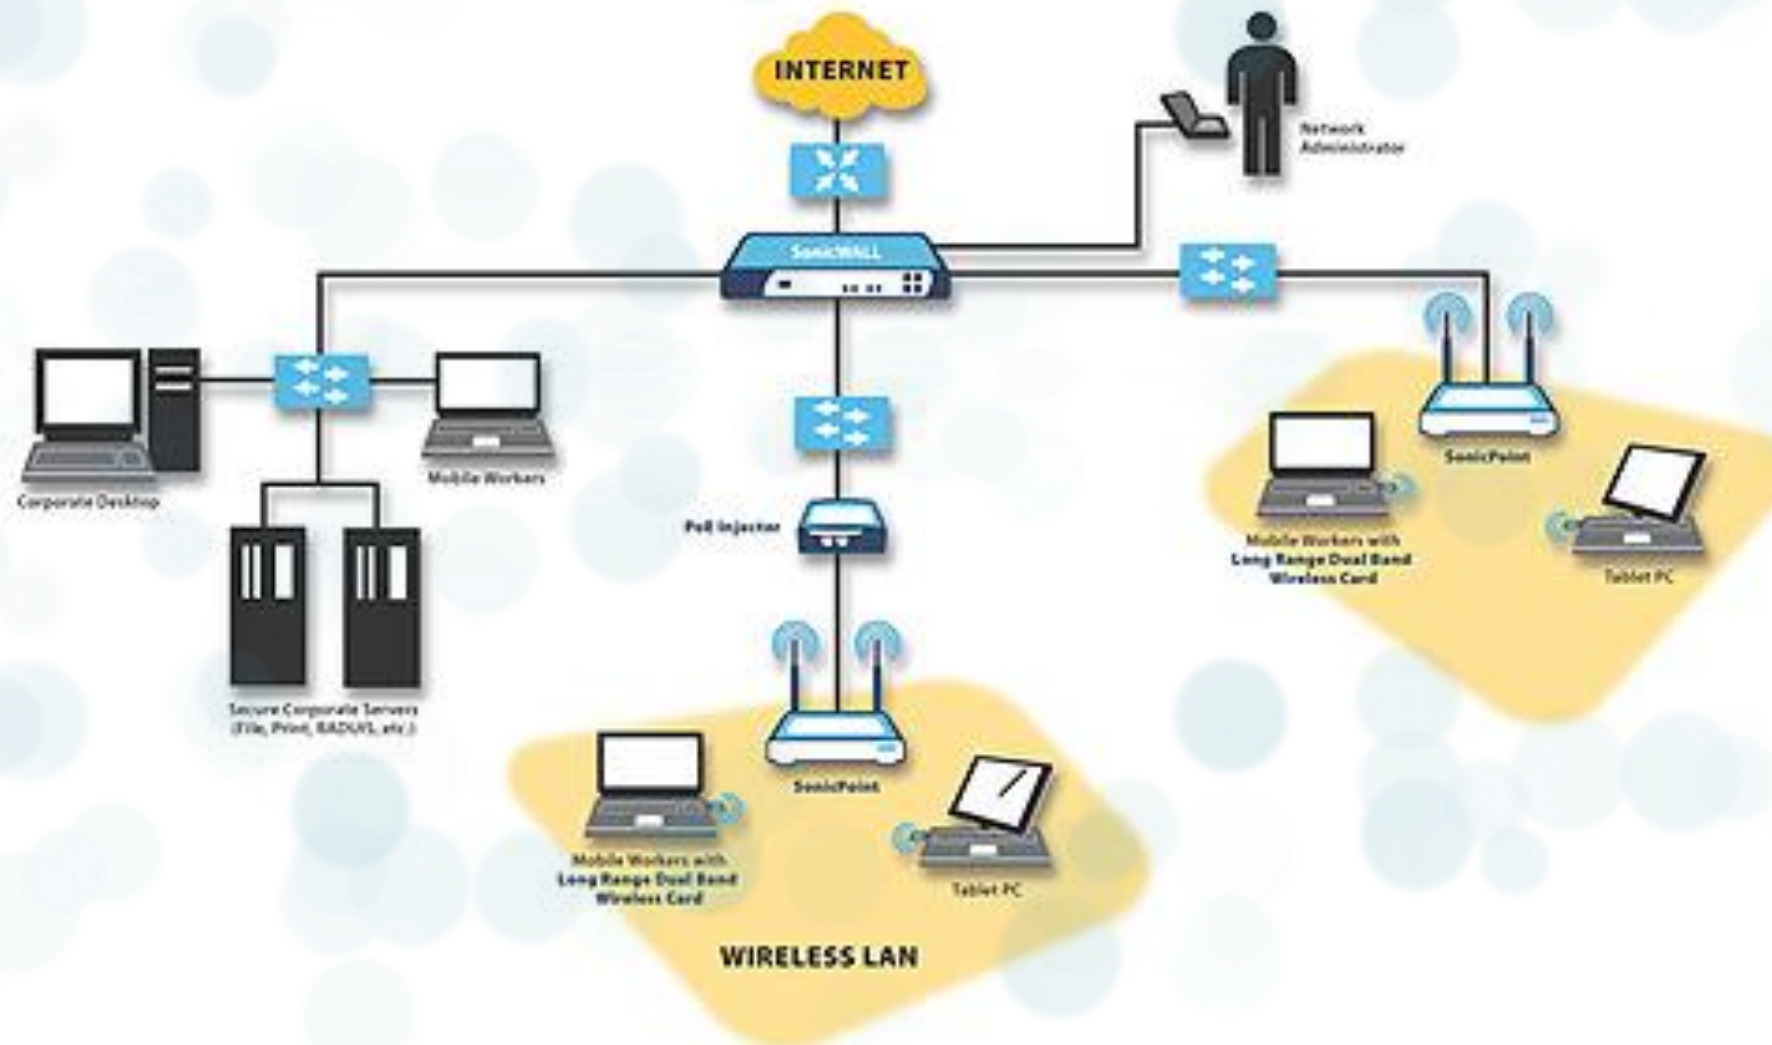 INTERNET
Network
Administrator
SonicWALL
Corporate Desktop
Mobile Workers
PoE Injector
SonicPoint
Mobile Workers with
Long Range Dual Band
Wireless Card
Tablet PC
Secure Corporate Servers
(File, Print, RADUIS, etc.)
SonicPoint
Mobile Workers with
Long Range Dual Band
Wireless Card
Tablet PC
WIRELESS LAN